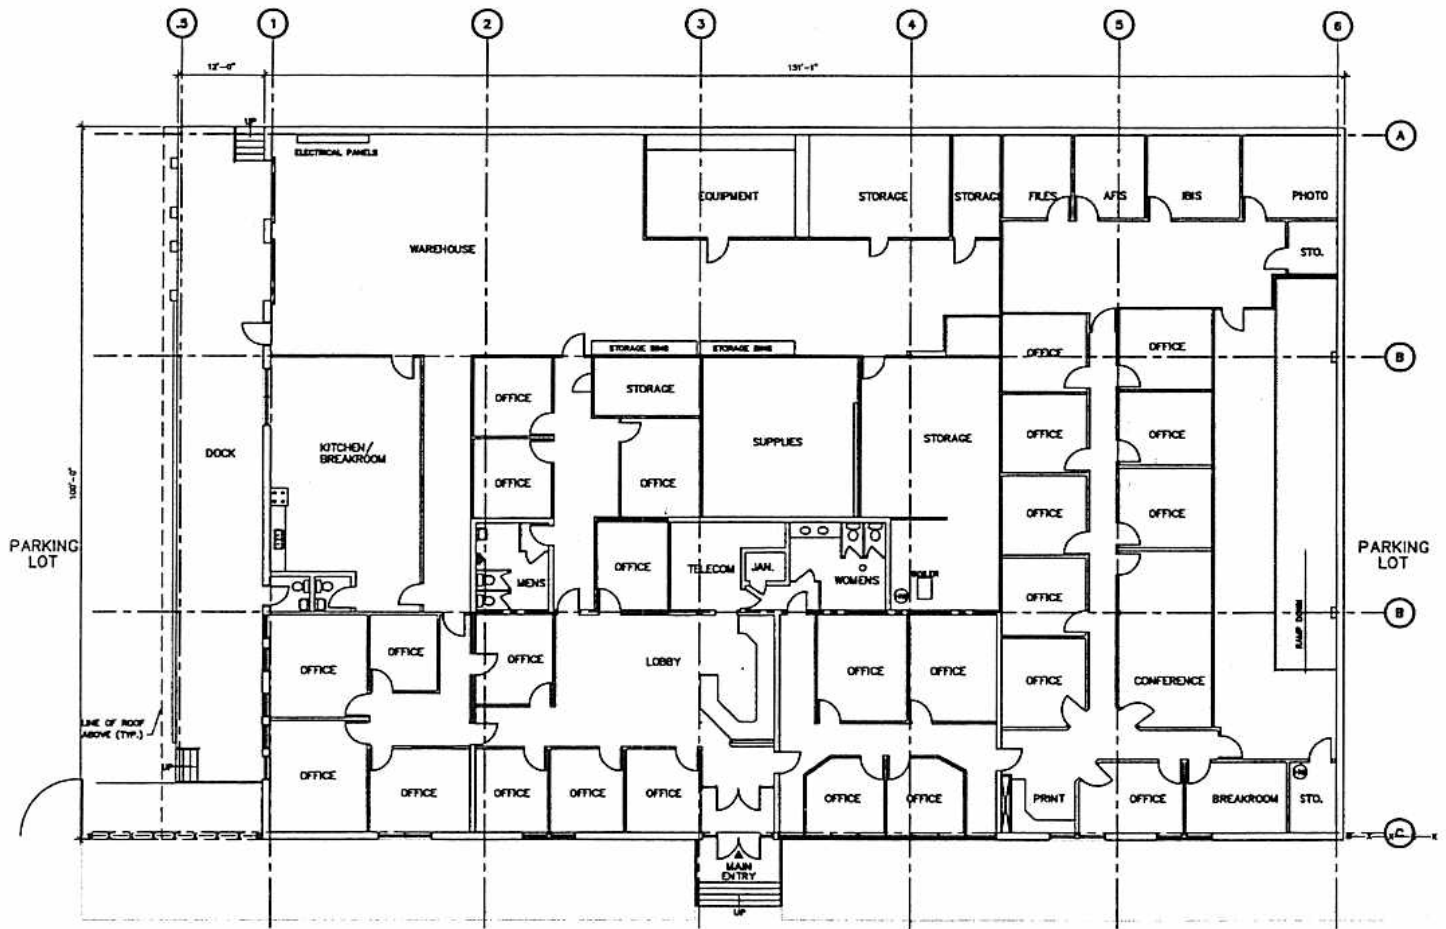 .5 1 2 3 4 5 6
12'-0" 131'-1"
UP
A
ELECTRICAL PANELS
EQUIPMENT STORAGE STORAGE FILES AFIS IBIS PHOTO
WAREHOUSE
STO.
STORAGE BINS STORAGE BINS
OFFICE OFFICE
B
OFFICE STORAGE
KITCHEN/
BREAKROOM
DOCK
SUPPLIES STORAGE OFFICE OFFICE
100'-0"
OFFICE OFFICE
OFFICE OFFICE
PARKING
LOT
PARKING
LOT
MENS OFFICE TELECOM JAN. WOMENS BOILER
OFFICE
B
RAMP DOWN
OFFICE OFFICE OFFICE LOBBY OFFICE OFFICE
OFFICE CONFERENCE
LINE OF ROOF
ABOVE (TYP.)
UP
OFFICE
OFFICE OFFICE OFFICE OFFICE OFFICE OFFICE PRINT OFFICE BREAKROOM STO.
C
X X X
MAIN
ENTRY
UP